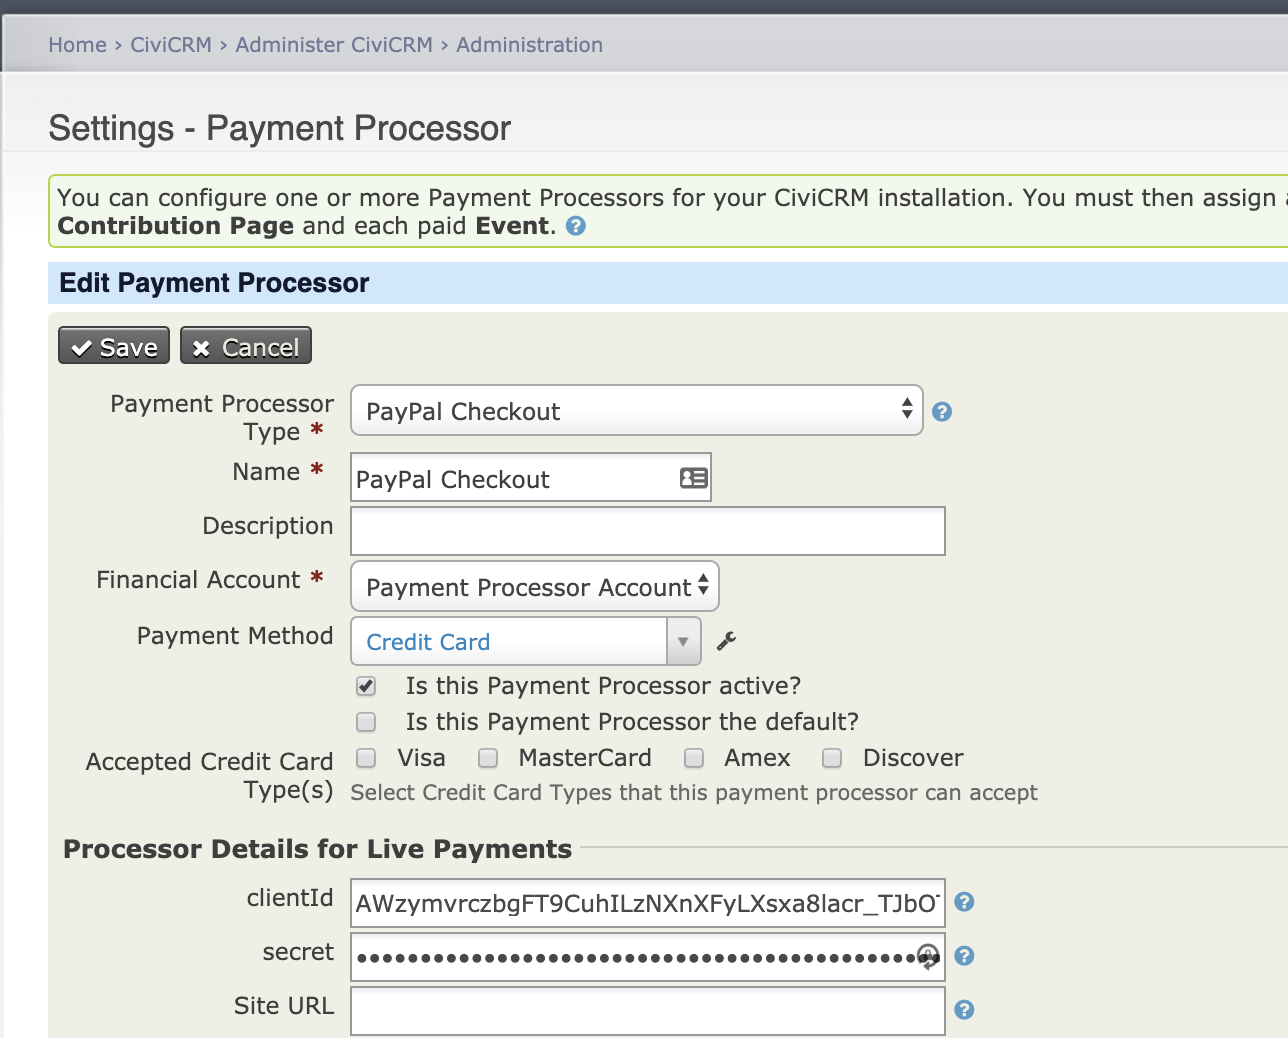 Home › CiviCRM › Administer CiviCRM › Administration
Settings - Payment Processor
You can configure one or more Payment Processors for your CiviCRM installation. You must then assign
Contribution Page and each paid Event. ?
Edit Payment Processor
Save Cancel
Payment Processor
Type *
PayPal Checkout ?
Name * PayPal Checkout
Description
Financial Account * Payment Processor Account
Payment Method Credit Card
Is this Payment Processor active?
Is this Payment Processor the default?
Accepted Credit Card
Type(s)
Visa MasterCard Amex Discover
Select Credit Card Types that this payment processor can accept
Processor Details for Live Payments
clientId ?
secret ?
Site URL ?